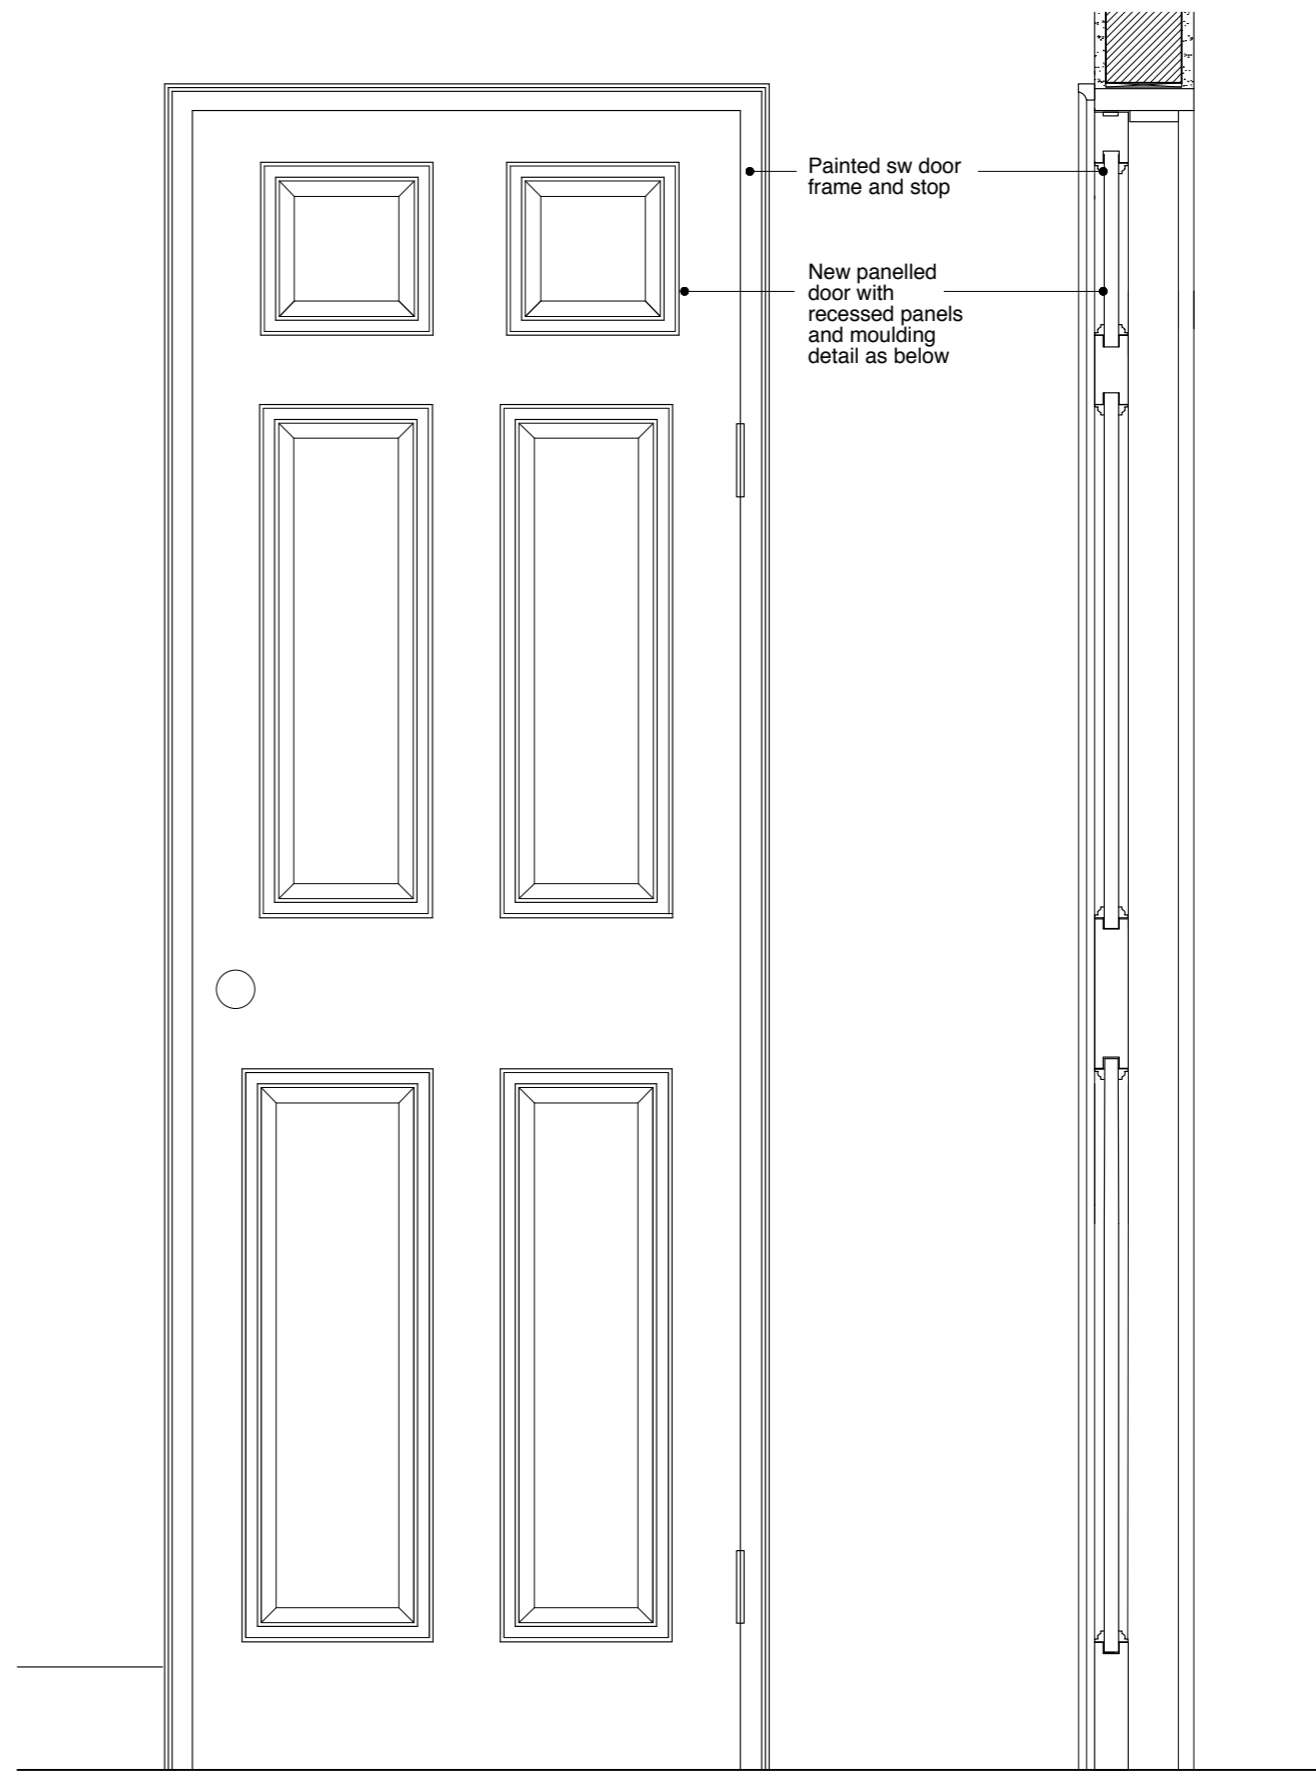 Painted sw door
frame and stop
New panelled
door with
recessed panels
and moulding
detail as below